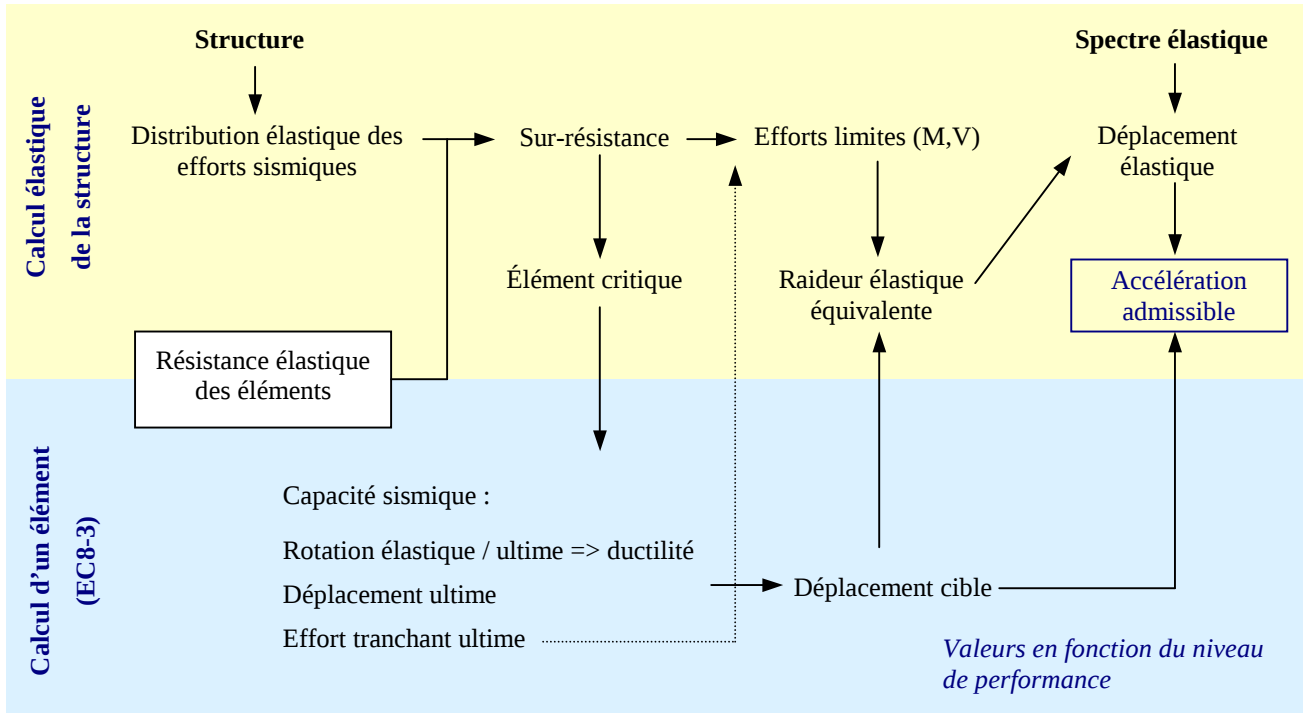 Structure
Spectre élastique
Calcul élastique
de la structure
Distribution élastique des
efforts sismiques
Sur-résistance
Efforts limites (M,V)
Déplacement
élastique
Élément critique
Raideur élastique
équivalente
Accélération
admissible
Résistance élastique
des éléments
Calcul d’un élément
(EC8-3)
Capacité sismique :
Rotation élastique / ultime => ductilité
Déplacement ultime
Effort tranchant ultime
Déplacement cible
Valeurs en fonction du niveau
de performance